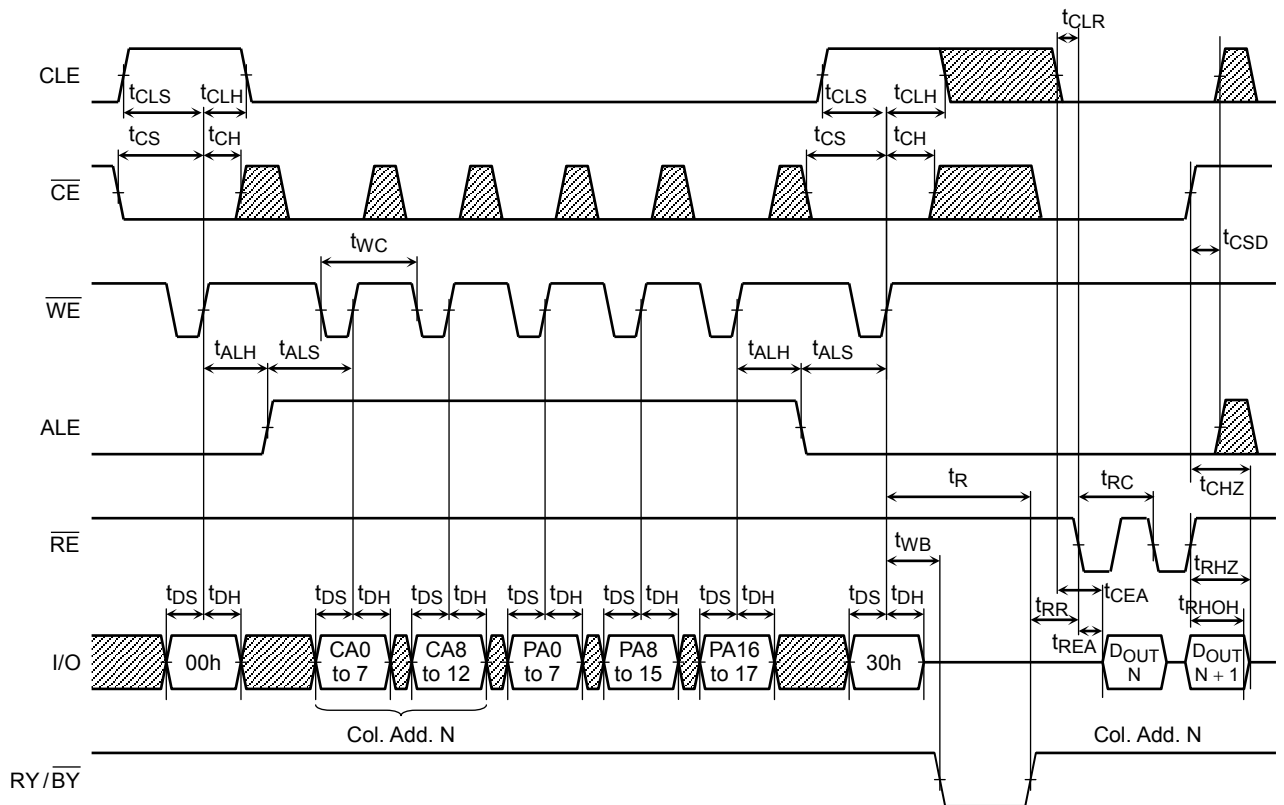 tCLR
CLE
tCLS tCLH tCLS tCLH
tCS tCH tCS tCH
CE
tCSD
tWC
WE
tALH tALS tALH tALS
ALE
tR tRC tCHZ
RE
tWB tRHZ
tDS tDH tDS tDH tDS tDH tDS tDH tDS tDH tDS tDH tDS tDH tCEA
tRR tRHOH
tREA
I/O
00h
CA0
to 7
CA8
to 12
PA0
to 7
PA8
to 15
PA16
to 17
30h
DOUT
N
DOUT
N + 1
Col. Add. N Col. Add. N
RY/BY